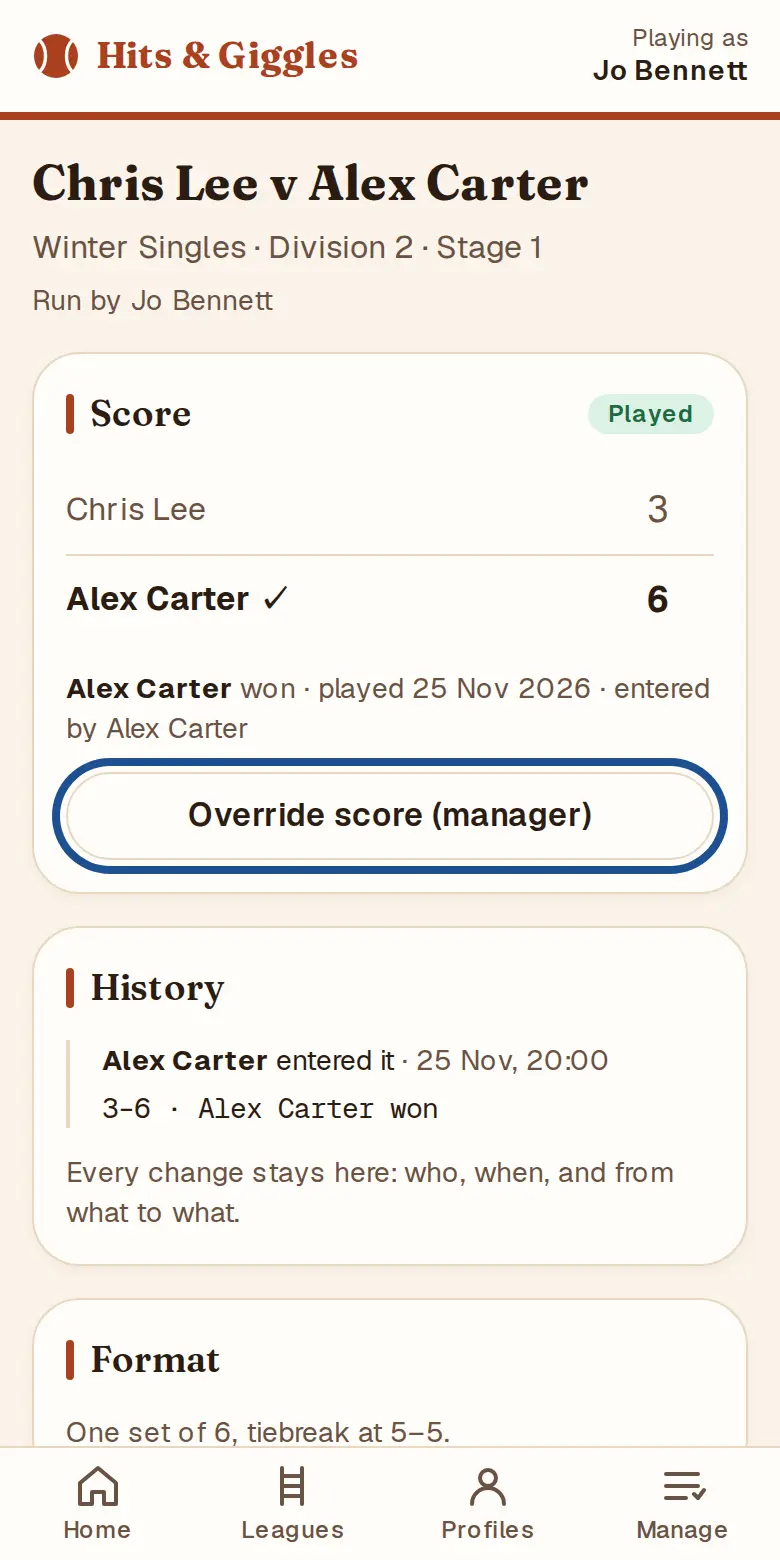 Hits & Giggles
Playing as
Jo Bennett
Chris Lee v Alex Carter
Winter Singles · Division 2 · Stage 1
Run by Jo Bennett
Score
Played
Chris Lee 3
Alex Carter ✓ 6
Alex Carter won · played 25 Nov 2026 · entered
by Alex Carter
Override score (manager)
History
Alex Carter entered it · 25 Nov, 20:00
3–6 · Alex Carter won
Every change stays here: who, when, and from
what to what.
Format
One set of 6, tiebreak at 5–5.
Home Leagues Profiles Manage